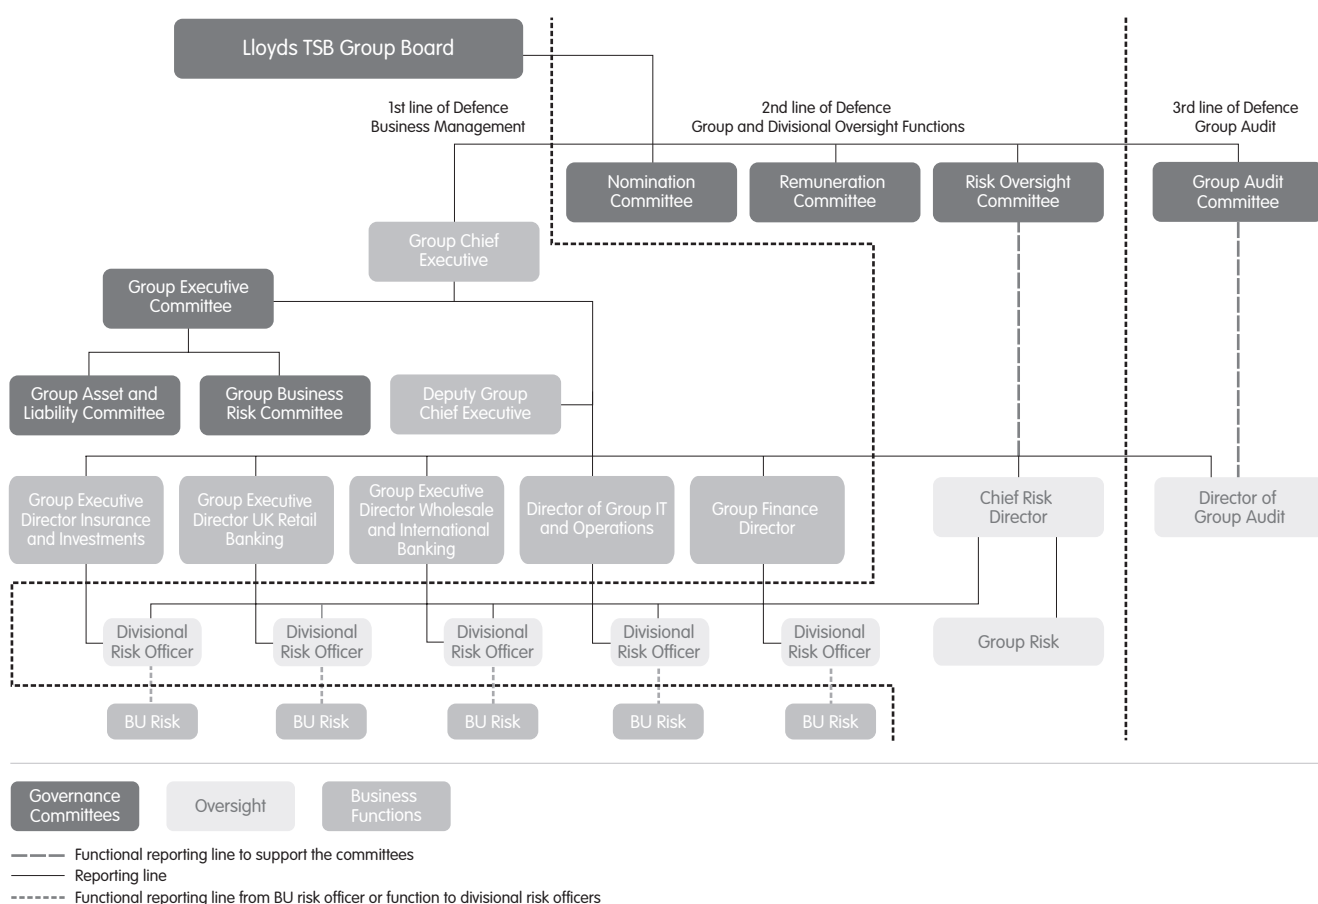 Lloyds TSB Group Board
1st line of Defence
Business Management
2nd line of Defence
Group and Divisional Oversight Functions
3rd line of Defence
Group Audit
Nomination
Committee
Remuneration
Committee
Risk Oversight
Committee
Group Audit
Committee
Group Chief
Executive
Group Executive
Committee
Group Asset and
Liability Committee
Group Business
Risk Committee
Deputy Group
Chief Executive
Group Executive
Director Insurance
and Investments
Group Executive
Director UK Retail
Banking
Group Executive
Director Wholesale
and International
Banking
Director of Group IT
and Operations
Group Finance
Director
Chief Risk
Director
Director of
Group Audit
Divisional
Risk Officer
Divisional
Risk Officer
Divisional
Risk Officer
Divisional
Risk Officer
Divisional
Risk Officer
Group Risk
BU Risk
BU Risk
BU Risk
BU Risk
BU Risk
Governance
Committees
Oversight
Business
Functions
Functional reporting line to support the committees
Reporting line
Functional reporting line from BU risk officer or function to divisional risk officers